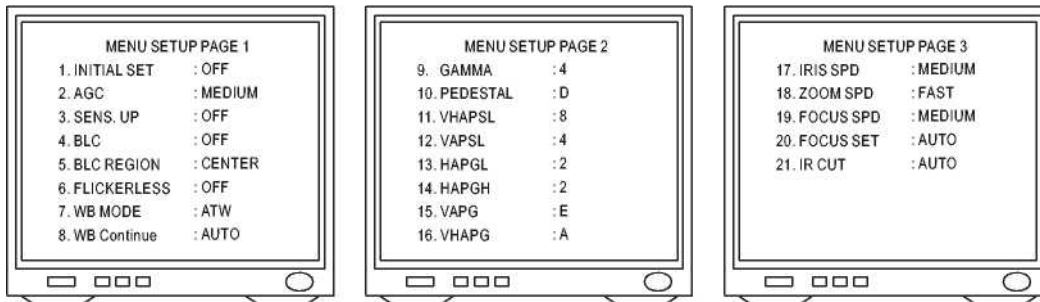 MENU SETUP PAGE 1
1. INITIAL SET : OFF
2. AGC : MEDIUM
3. SENS. UP : OFF
4. BLC : OFF
5. BLC REGION : CENTER
6. FLICKERLESS : OFF
7. WB MODE : ATW
8. WB Continue : AUTO
MENU SETUP PAGE 2
9. GAMMA : 4
10. PEDESTAL : D
11. VHAPSL : 8
12. VAPSL : 4
13. HAPGL : 2
14. HAPGH : 2
15. VAPG : E
16. VHAPG : A
MENU SETUP PAGE 3
17. IRIS SPD : MEDIUM
18. ZOOM SPD : FAST
19. FOCUS SPD : MEDIUM
20. FOCUS SET : AUTO
21. IR CUT : AUTO